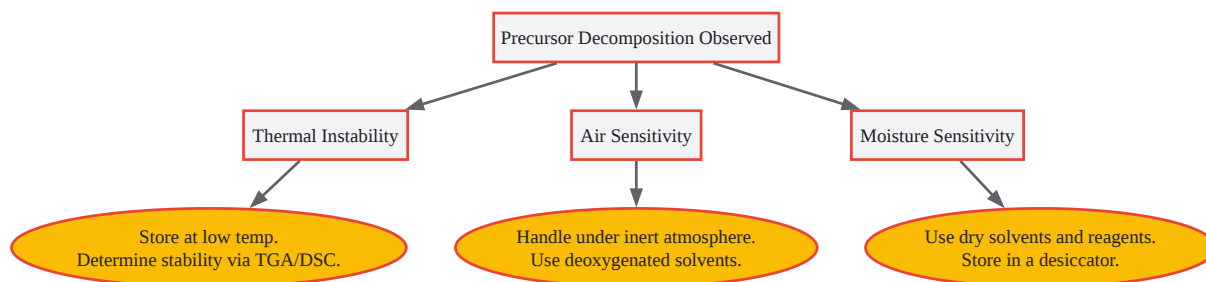 Precursor Decomposition Observed
Thermal Instability
Air Sensitivity
Moisture Sensitivity
Store at low temp.
Determine stability via TGA/DSC.
Handle under inert atmosphere.
Use deoxygenated solvents.
Use dry solvents and reagents.
Store in a desiccator.